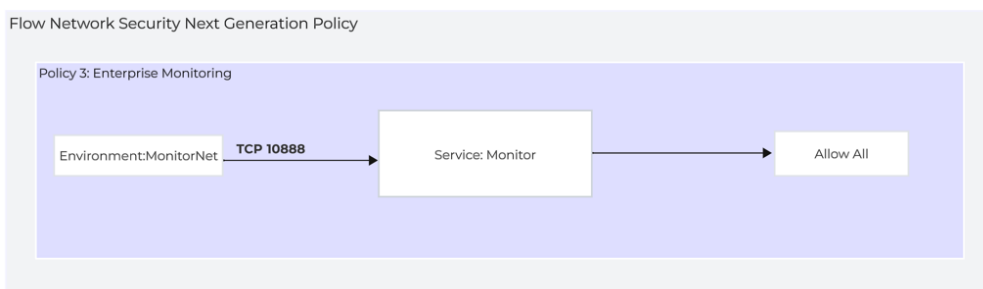 Flow Network Security Next Generation Policy
Policy 3: Enterprise Monitoring
Environment:MonitorNet
TCP 10888
Service: Monitor
Allow All